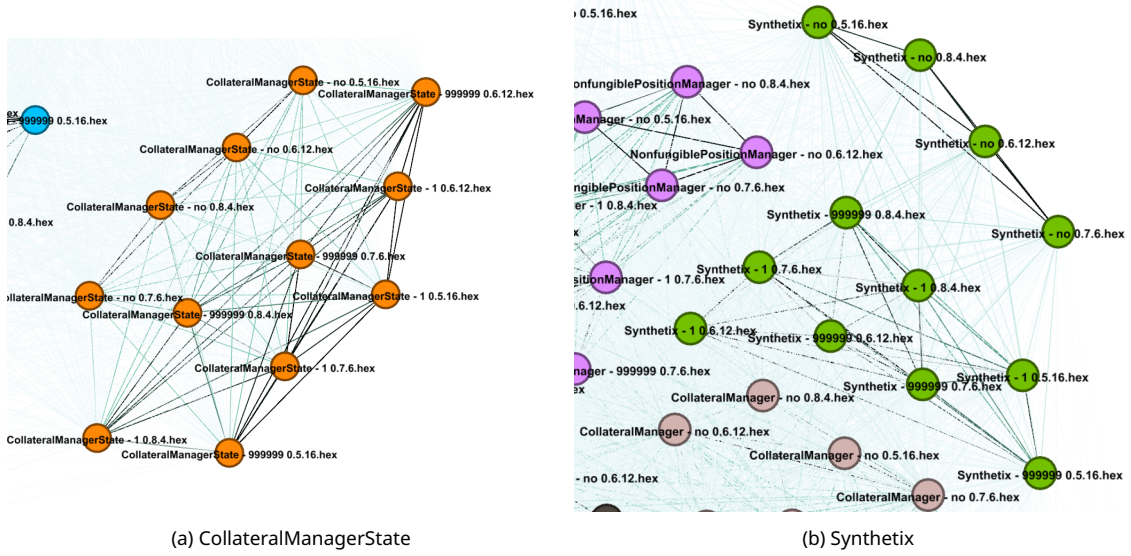 CollateralManagerState - no 0.5.16.hex
CollateralManagerState - 999999 0.6.12.hex
ex
999999 0.5.16.hex
CollateralManagerState - no 0.6.12.hex
CollateralManagerState - 1 0.6.12.hex
CollateralManagerState - no 0.8.4.hex
0.8.4.hex
CollateralManagerState - 999999 0.7.6.hex
ollateralManagerState - no 0.7.6.hex
CollateralManagerState - 1 0.5.16.hex
CollateralManagerState - 999999 0.8.4.hex
CollateralManagerState - 1 0.7.6.hex
CollateralManagerState - 1 0.8.4.hex
CollateralManagerState - 999999 0.5.16.hex
(a) CollateralManagerState
o 0.5.16.hex
Synthetix - no 0.5.16.hex
Synthetix - no 0.8.4.hex
onfungiblePositionManager - no 0.8.4.hex
nManager - no 0.5.16.hex
Synthetix - no 0.6.12.hex
NonfungiblePositionManager - no 0.6.12.hex
ngiblePositionManager - no 0.7.6.hex
er - 1 0.8.4.hex
Synthetix - 999999 0.8.4.hex
Synthetix - no 0.7.6.hex
x
Synthetix - 1 0.7.6.hex
sitionManager - 1 0.7.6.hex
Synthetix - 1 0.8.4.hex
0.6.12.hex
Synthetix - 1 0.6.12.hex
Synthetix - 999999 0.6.12.hex
nager - 999999 0.7.6.hex
Synthetix - 1 0.5.16.hex
Synthetix - 999999 0.7.6.hex
ex
CollateralManager - no 0.8.4.hex
CollateralManager - no 0.6.12.hex
CollateralManager - no 0.5.16.hex
Synthetix - 999999 0.5.16.hex
- no 0.6.12.hex
CollateralManager - no 0.7.6.hex
(b) Synthetix